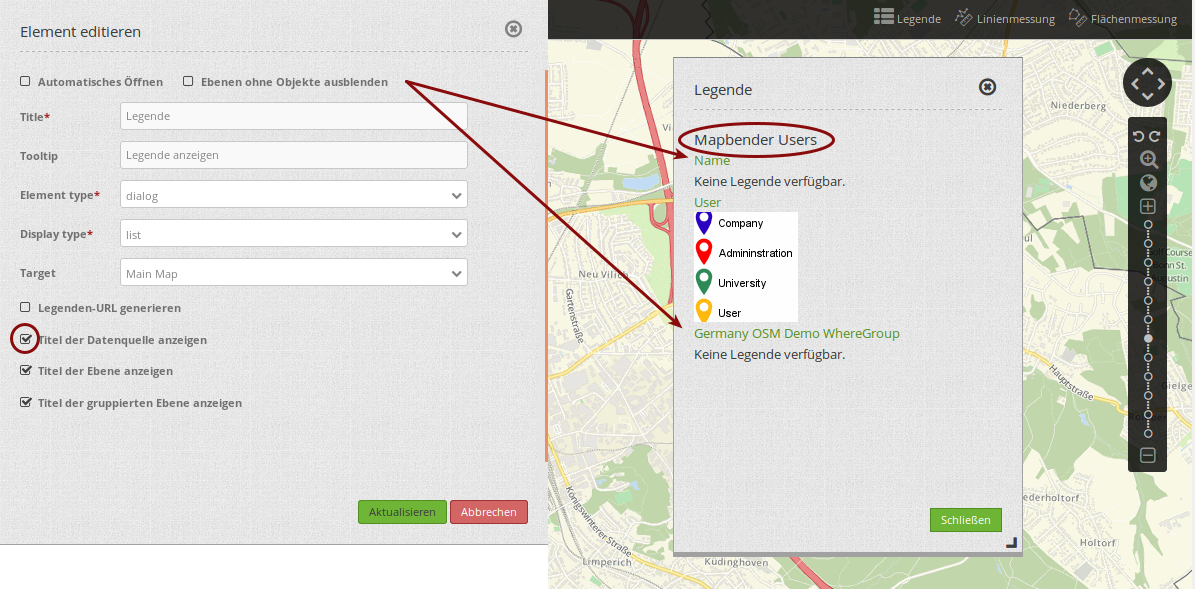 Element editieren
Automatisches Öffnen
Ebenen ohne Objekte ausblenden
Title*
Legende
Tooltip
Legende anzeigen
Element type*
dialog
Display type*
list
Target
Main Map
Legenden-URL generieren
Titel der Datenquelle anzeigen
Titel der Ebene anzeigen
Titel der gruppierten Ebene anzeigen
Aktualisieren
Abbrechen
Legende
Linienmessung
Flächenmessung
Legende
Mapbender Users
Name
Keine Legende verfügbar.
User
Company
Admininstration
University
User
Germany OSM Demo WhereGroup
Keine Legende verfügbar.
Schließen
Niederberg
Neu Vilich
Gartenstraße
Königswinterer Straße
Limperich
Küdinghoven
Hauptstraße
Holtorf